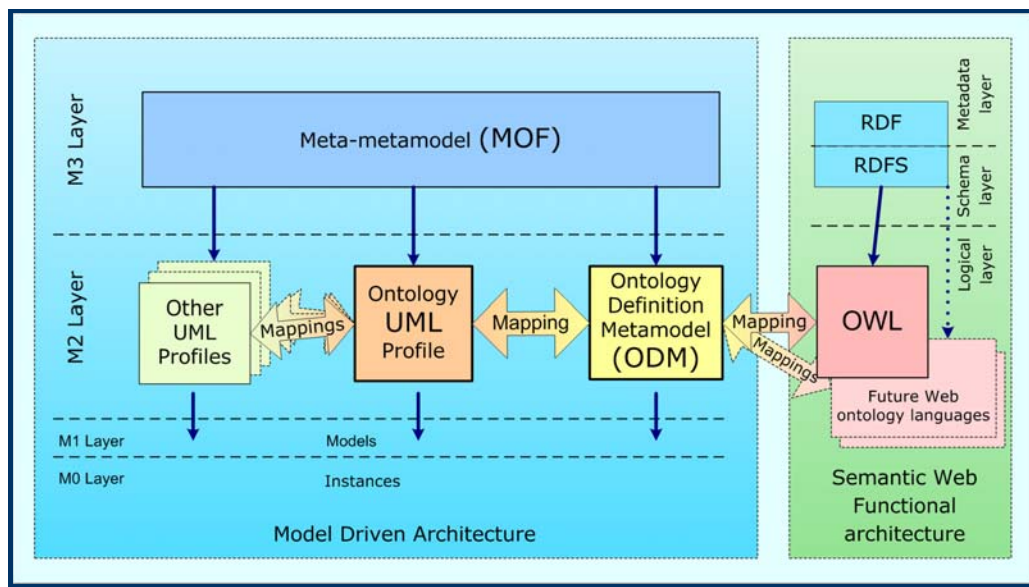 M3 Layer
Meta-metamodel (MOF)
M2 Layer
Other
UML
Profiles
Mappings
Ontology
UML
Profile
Mapping
Ontology
Definition
Metamodel
(ODM)
Mapping
Mappings
M1 Layer
Models
M0 Layer
Instances
Model Driven Architecture
RDF
RDFS
Metadata
layer
Schema
layer
Logical
layer
OWL
Future Web
ontology languages
Semantic Web
Functional
architecture